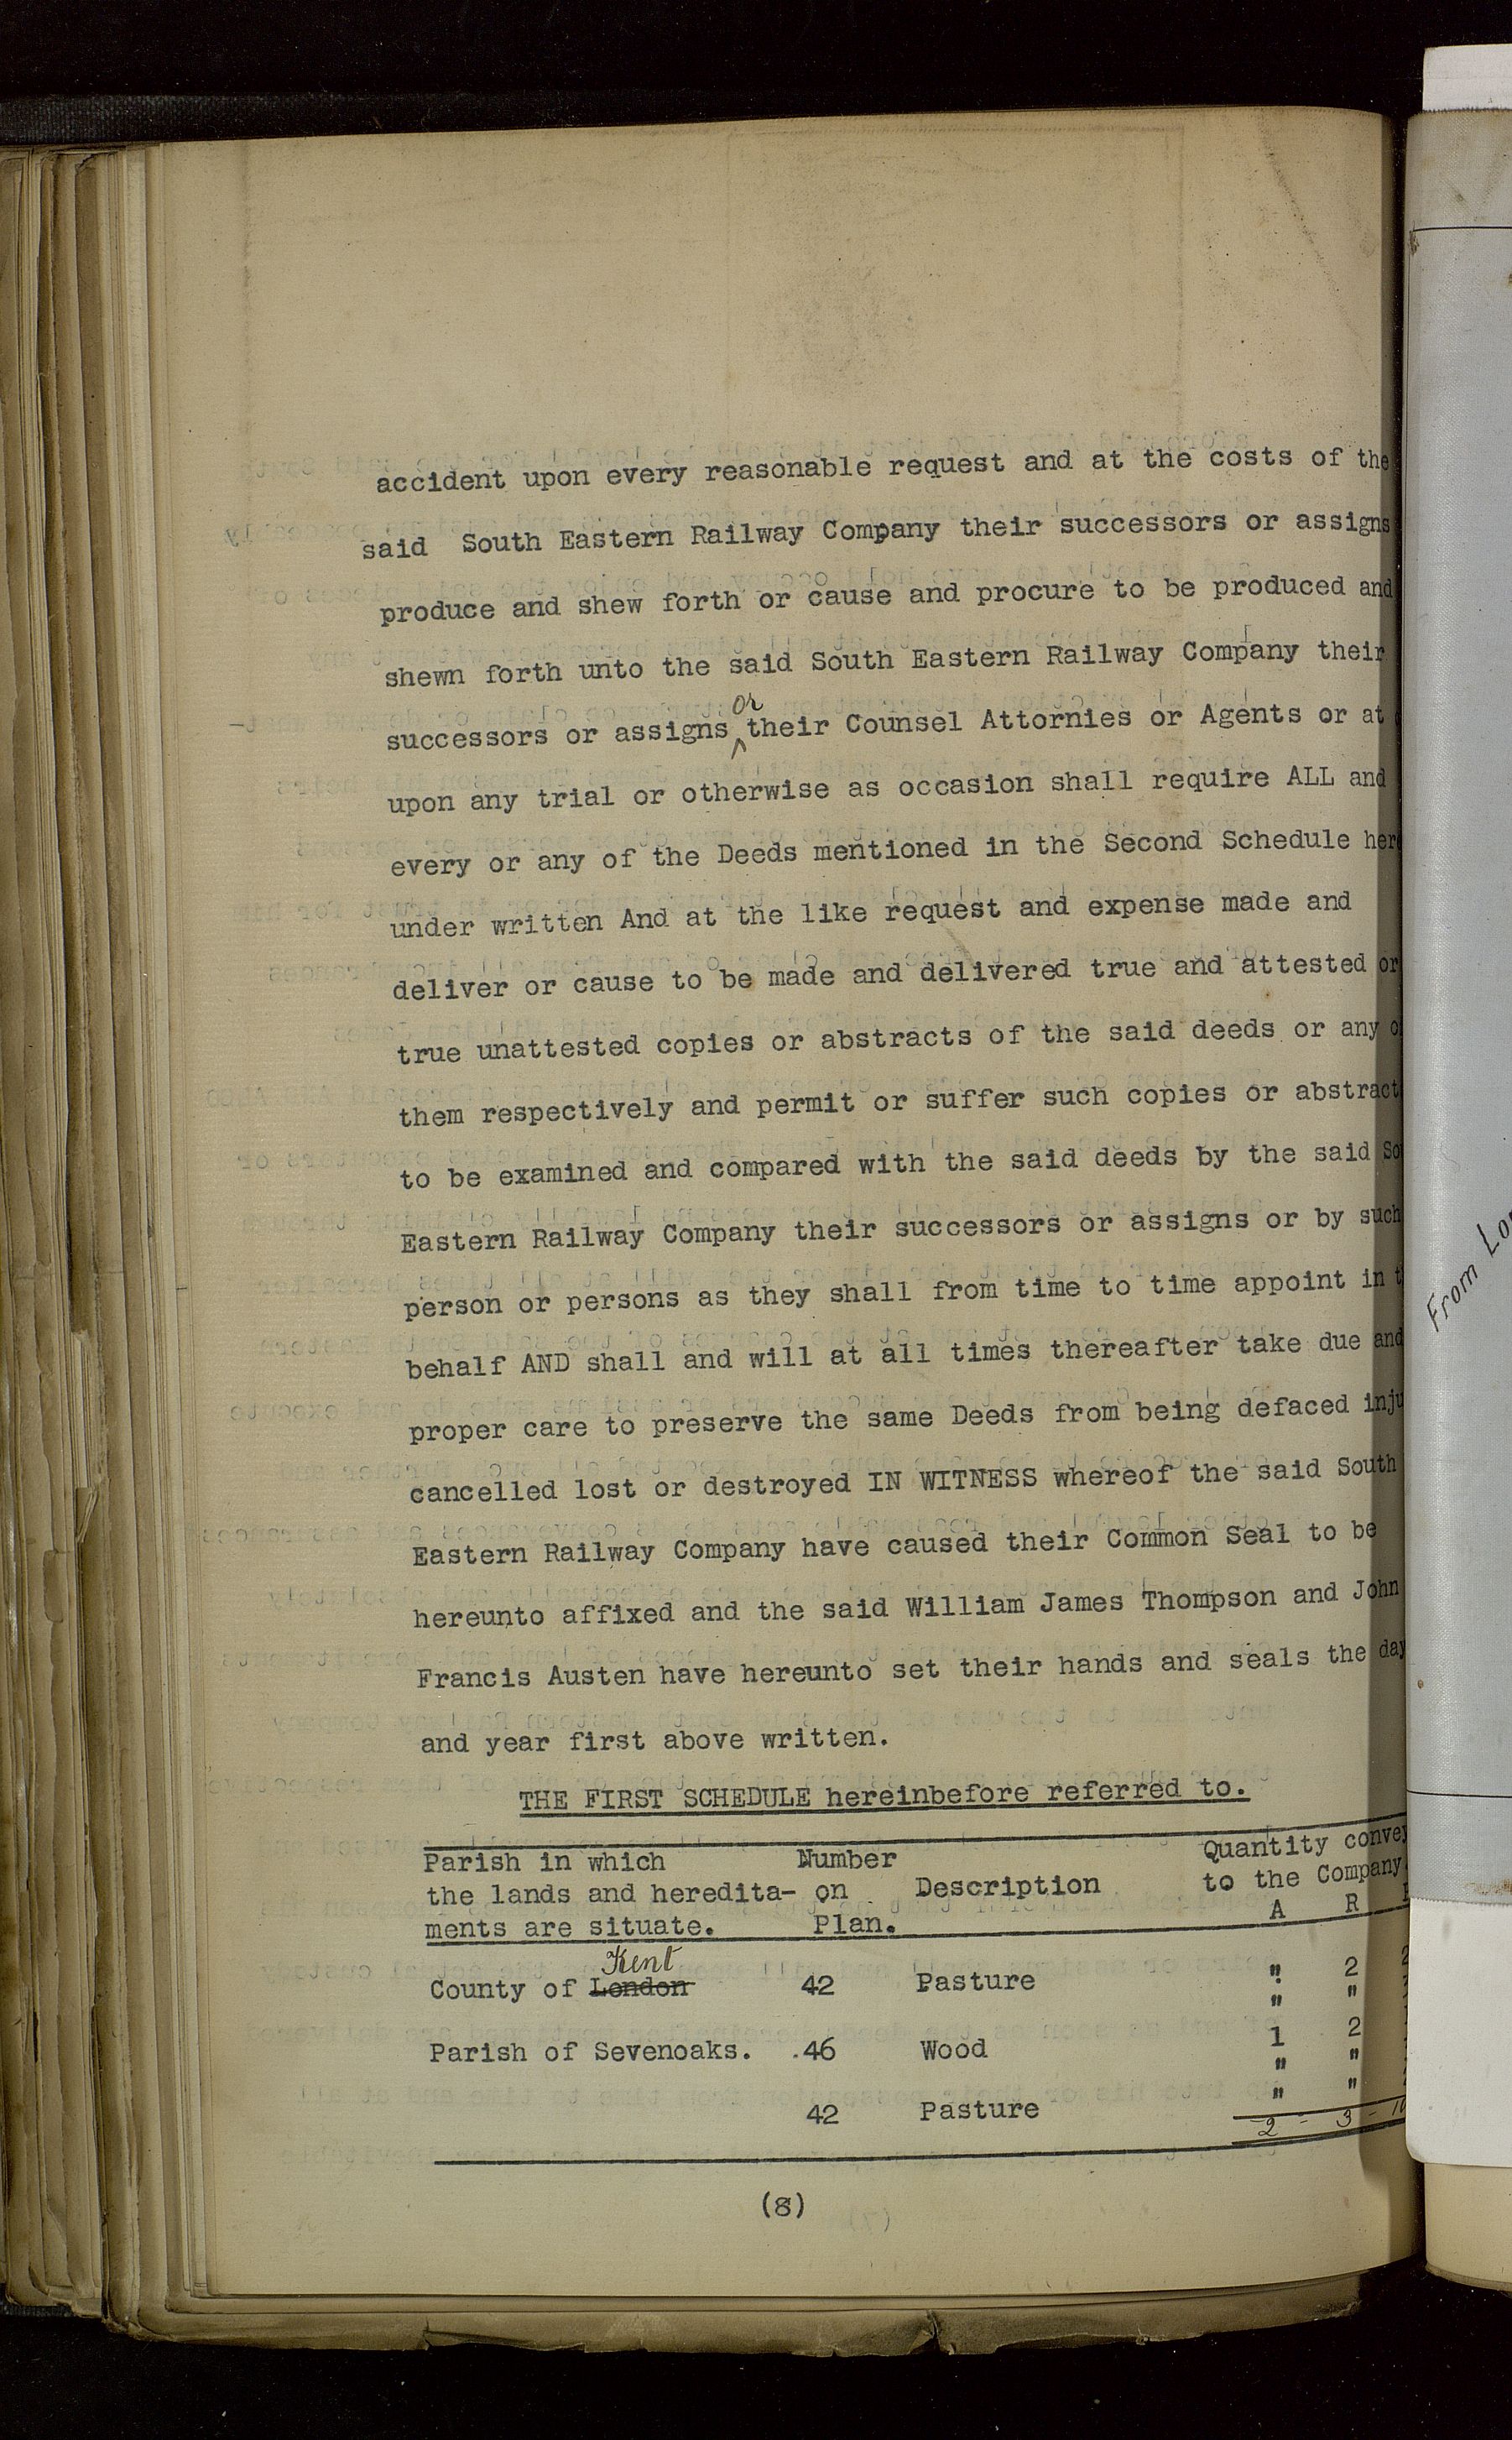 accident upon every reasonable request and at the costs of the
said South Eastern Railway Company their successors or assigns
produce and shew forth or cause and procure to be produced and
shewn forth unto the said South Eastern Railway Company their
or
successors or assigns their Counsel Attornies or Agents or at
upon any trial or otherwise as occasion shall require ALL and
every or any of the Deeds mentioned in the Second Schedule her
under written And at the like request and expense made and
deliver or cause to be made and delivered true and attested or
true unattested copies or abstracts of the said deeds or any o
them respectively and permit or suffer such copies or abstract
to be examined and compared with the said deeds by the said So
Eastern Railway Company their successors or assigns or by such
person or persons as they shall from time to time appoint in t
behalf AND shall and will at all times thereafter take due and
proper care to preserve the same Deeds from being defaced inju
cancelled lost or destroyed IN WITNESS whereof the said South
Eastern Railway Company have caused their Common Seal to be
hereunto affixed and the said William James Thompson and John
Francis Austen have hereunto set their hands and seals the day
and year first above written.
THE FIRST SCHEDULE hereinbefore referred to.
Parish in which Number Quantity convey
the lands and heredita- on Description to the Company
ments are situate. Plan. A R
Kent
County of London 42 Pasture " 2
" "
Parish of Sevenoaks. 46 Wood 1 2
" "
42 Pasture " "
2 - 3 - 10
(8)
From Lo